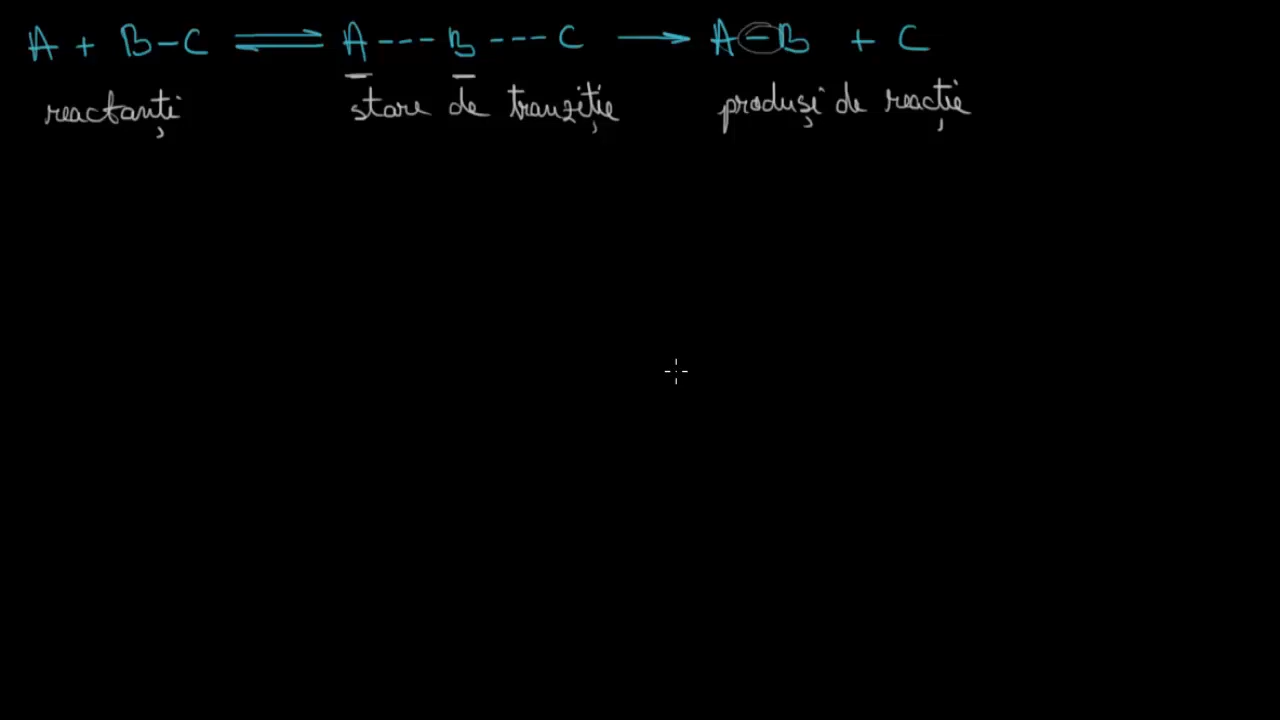 A + B-C ⇌ A --- B --- C → A-B + C
reactanți stare de tranziție produși de reacție